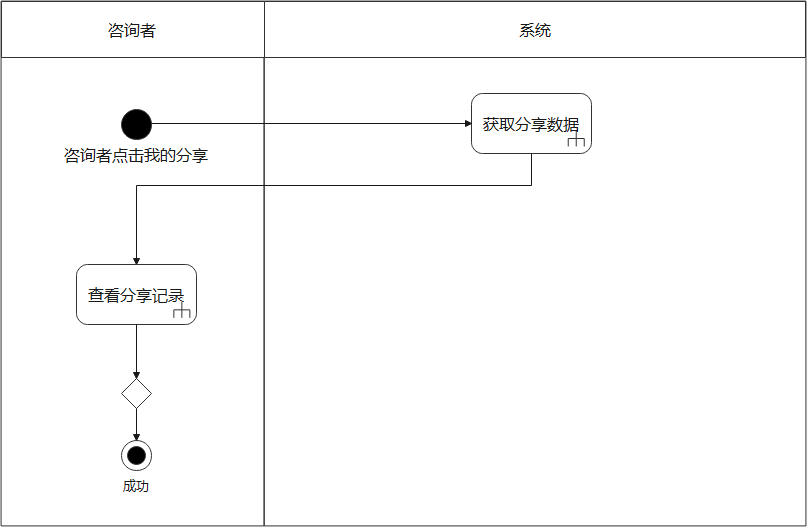 咨询者
系统
获取分享数据
咨询者点击我的分享
查看分享记录
成功